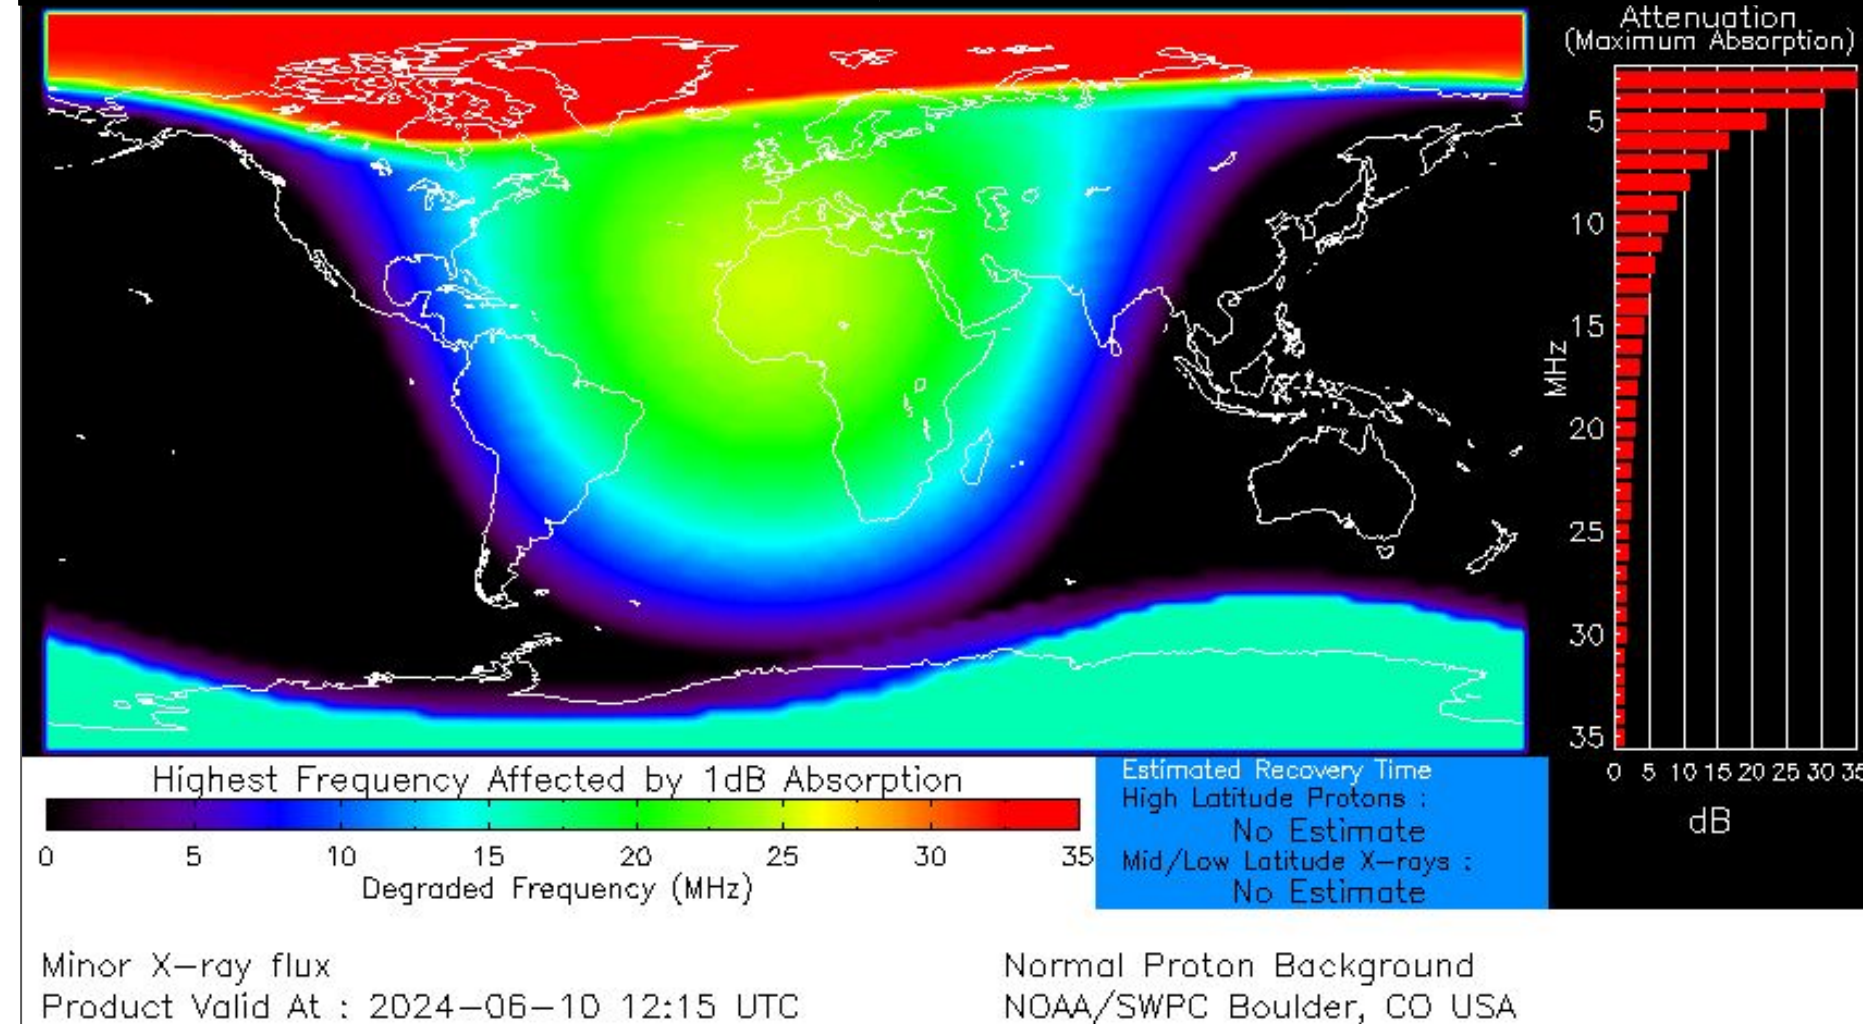 Attenuation
(Maximum Absorption)
5
10
15
20
25
30
35
MHz
0 5 10 15 20 25 30 35
dB
Highest Frequency Affected by 1dB Absorption
0 5 10 15 20 25 30 35
Degraded Frequency (MHz)
Estimated Recovery Time
High Latitude Protons :
No Estimate
Mid/Low Latitude X-rays :
No Estimate
Minor X-ray flux
Product Valid At : 2024-06-10 12:15 UTC
Normal Proton Background
NOAA/SWPC Boulder, CO USA